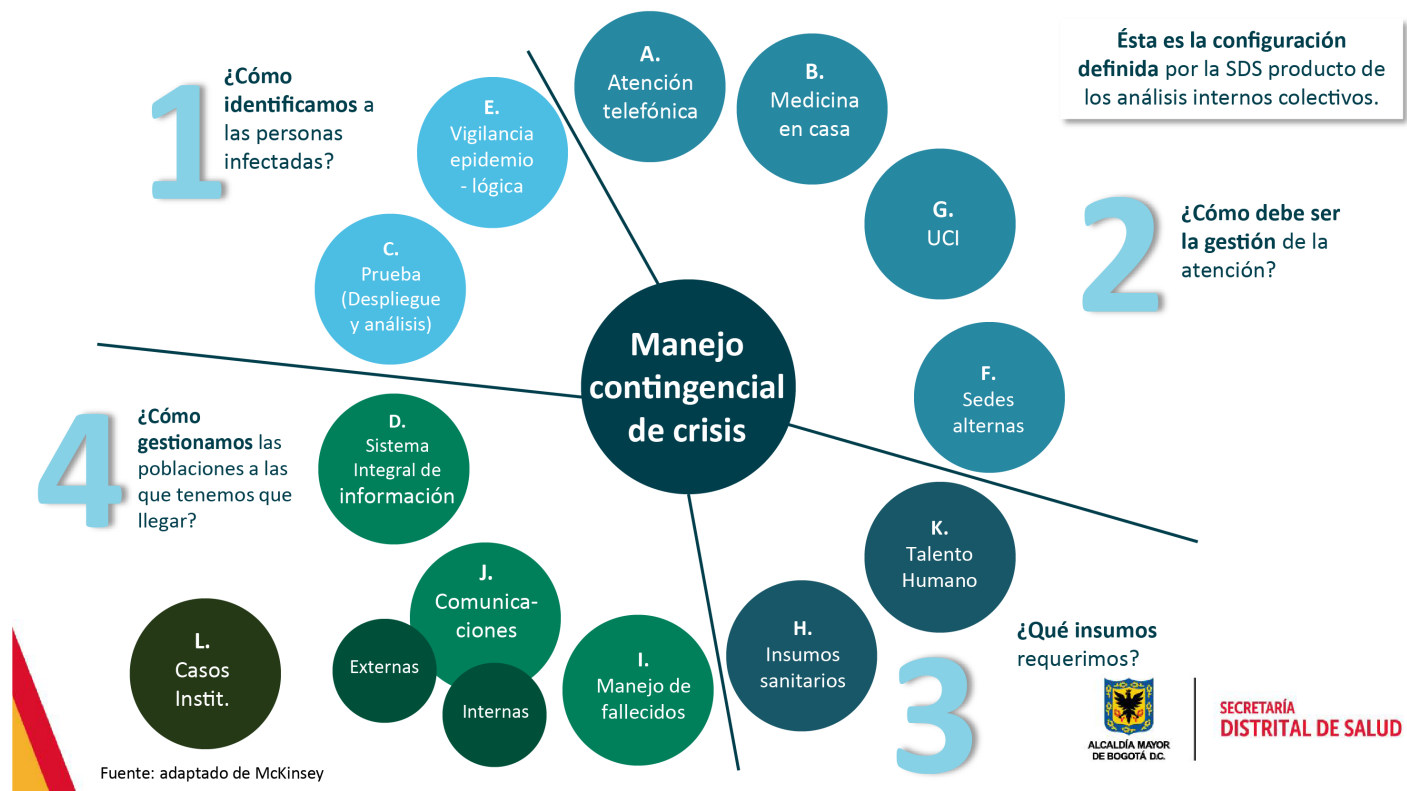 Ésta es la configuración
definida por la SDS producto de
los análisis internos colectivos.
1
¿Cómo
identificamos a
las personas
infectadas?
E.
Vigilancia
epidemio
- lógica
C.
Prueba
(Despliegue
y análisis)
A.
Atención
telefónica
B.
Medicina
en casa
G.
UCI
F.
Sedes
alternas
2
¿Cómo debe ser
la gestión de la
atención?
Manejo
contingencial
de crisis
K.
Talento
Humano
H.
Insumos
sanitarios
3
¿Qué insumos
requerimos?
4
¿Cómo
gestionamos las
poblaciones a las
que tenemos que
llegar?
D.
Sistema
Integral de
información
J.
Comunica-
ciones
Externas
Internas
I.
Manejo de
fallecidos
L.
Casos
Instit.
Fuente: adaptado de McKinsey
ALCALDÍA MAYOR
DE BOGOTÁ D.C.
SECRETARÍA
DISTRITAL DE SALUD